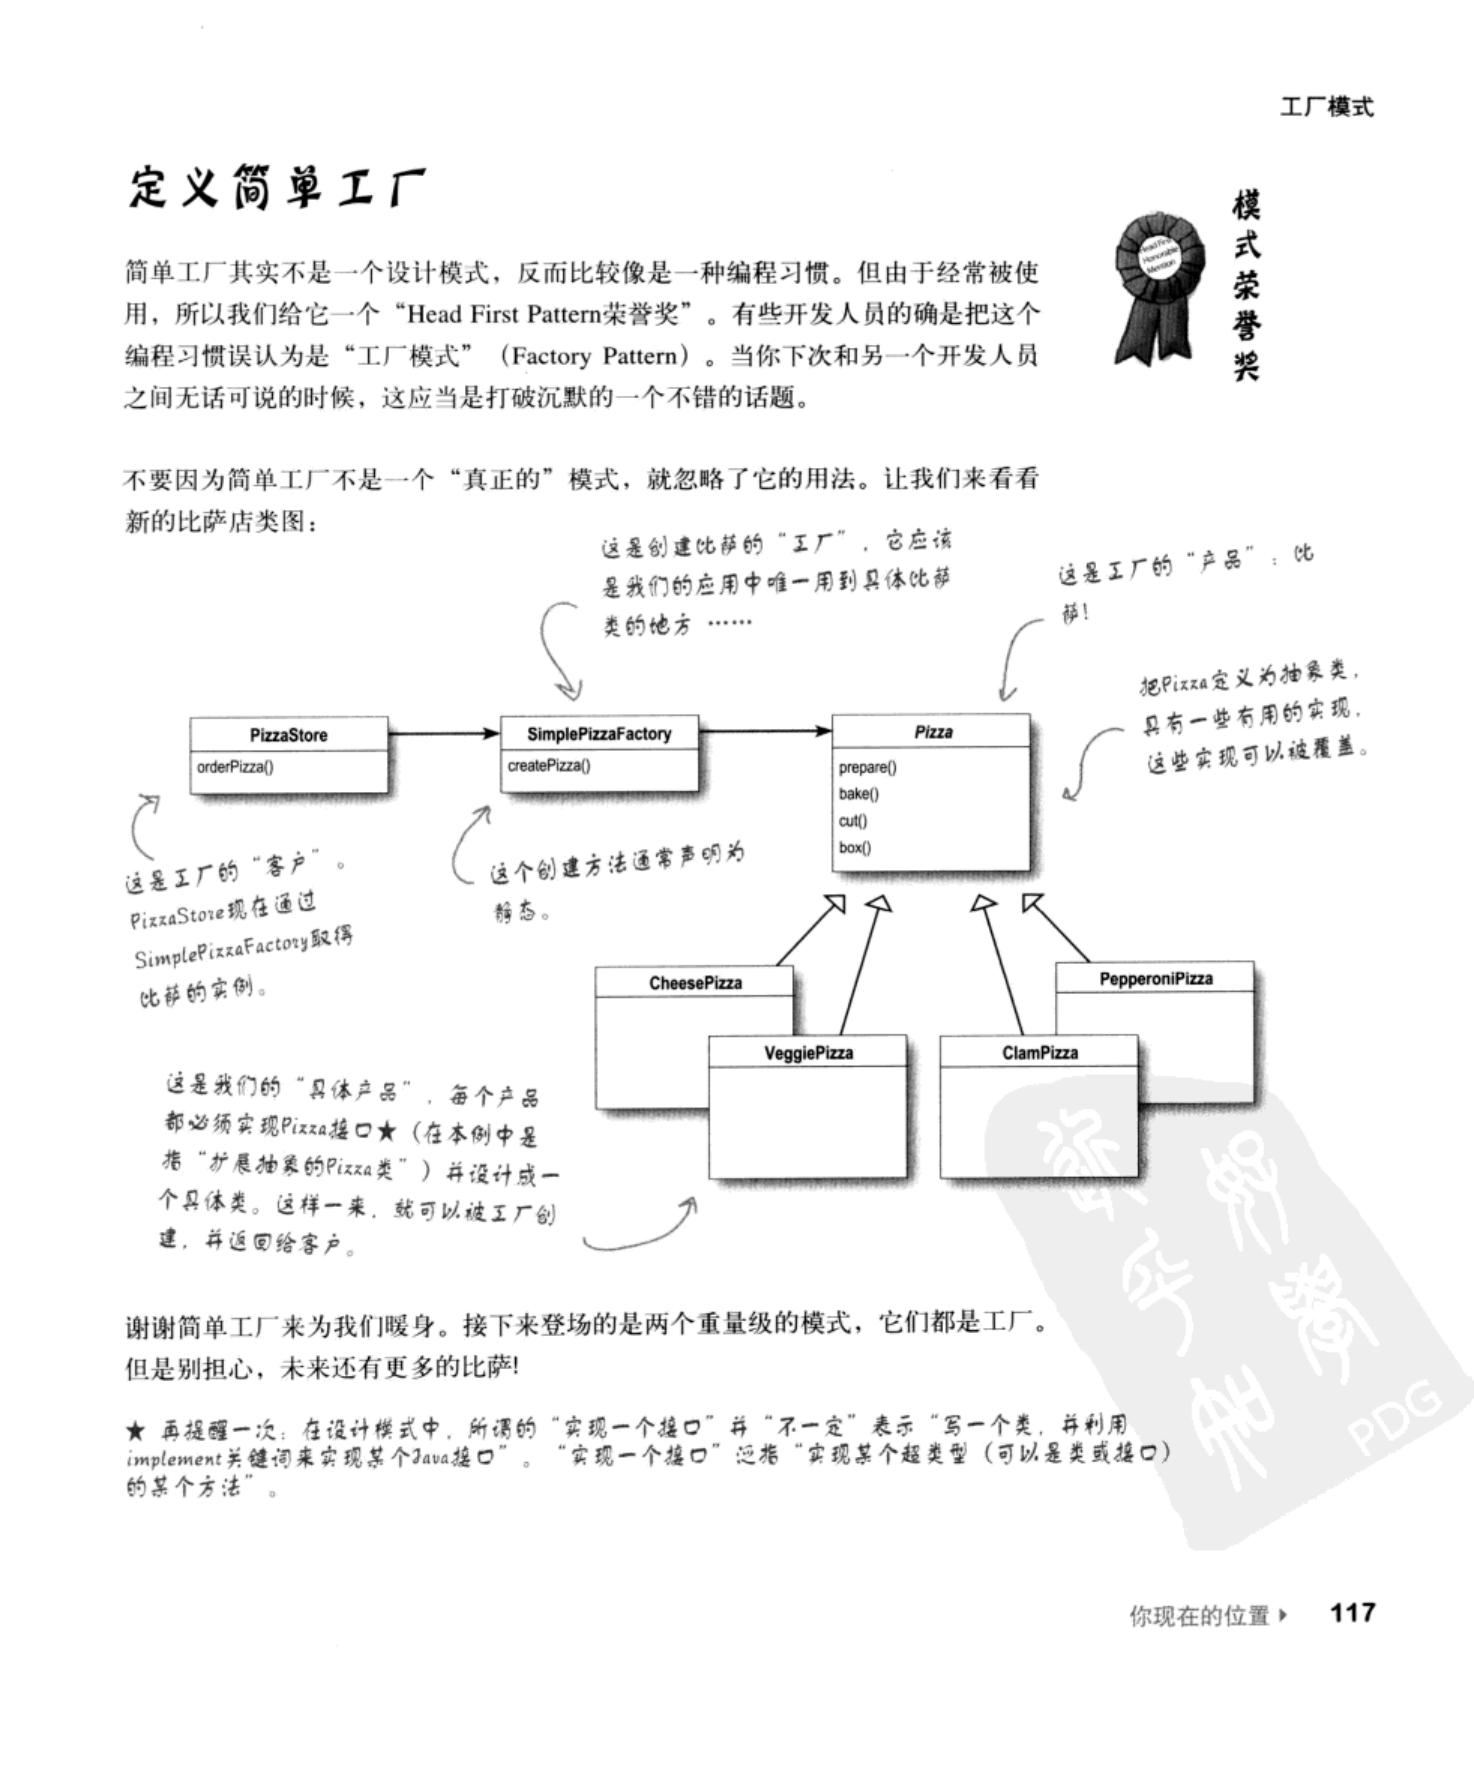 工厂模式
定义简单工厂
模式荣誉奖
Head First
Honorable
Mention
简单工厂其实不是一个设计模式，反而比较像是一种编程习惯。但由于经常被使
用，所以我们给它一个“Head First Pattern荣誉奖”。有些开发人员的确是把这个
编程习惯误认为是“工厂模式”（Factory Pattern）。当你下次和另一个开发人员
之间无话可说的时候，这应当是打破沉默的一个不错的话题。
不要因为简单工厂不是一个“真正的”模式，就忽略了它的用法。让我们来看看
新的比萨店类图：
这是创建比萨的“工厂”，它应该
是我们的应用中唯一用到具体比萨
类的地方 ……
这是工厂的“产品”：比
萨！
把Pizza定义为抽象类，
具有一些有用的实现，
这些实现可以被覆盖。
PizzaStore
orderPizza()
SimplePizzaFactory
createPizza()
Pizza
prepare()
bake()
cut()
box()
这是工厂的“客户”。
PizzaStore现在通过
SimplePizzaFactory取得
比萨的实例。
这个创建方法通常声明为
静态。
CheesePizza
VeggiePizza
ClamPizza
PepperoniPizza
这是我们的“具体产品”，每个产品
都必须实现Pizza接口★（在本例中是
指“扩展抽象的Pizza类”）并设计成一
个具体类。这样一来，就可以被工厂创
建，并返回给客户。
谢谢简单工厂来为我们暖身。接下来登场的是两个重量级的模式，它们都是工厂。
但是别担心，未来还有更多的比萨!
★ 再提醒一次：在设计模式中，所谓的“实现一个接口”并“不一定”表示“写一个类，并利用
implement关键词来实现某个Java接口”。“实现一个接口”泛指“实现某个超类型（可以是类或接口）
的某个方法”。
PDG
你现在的位置 ▸ 117